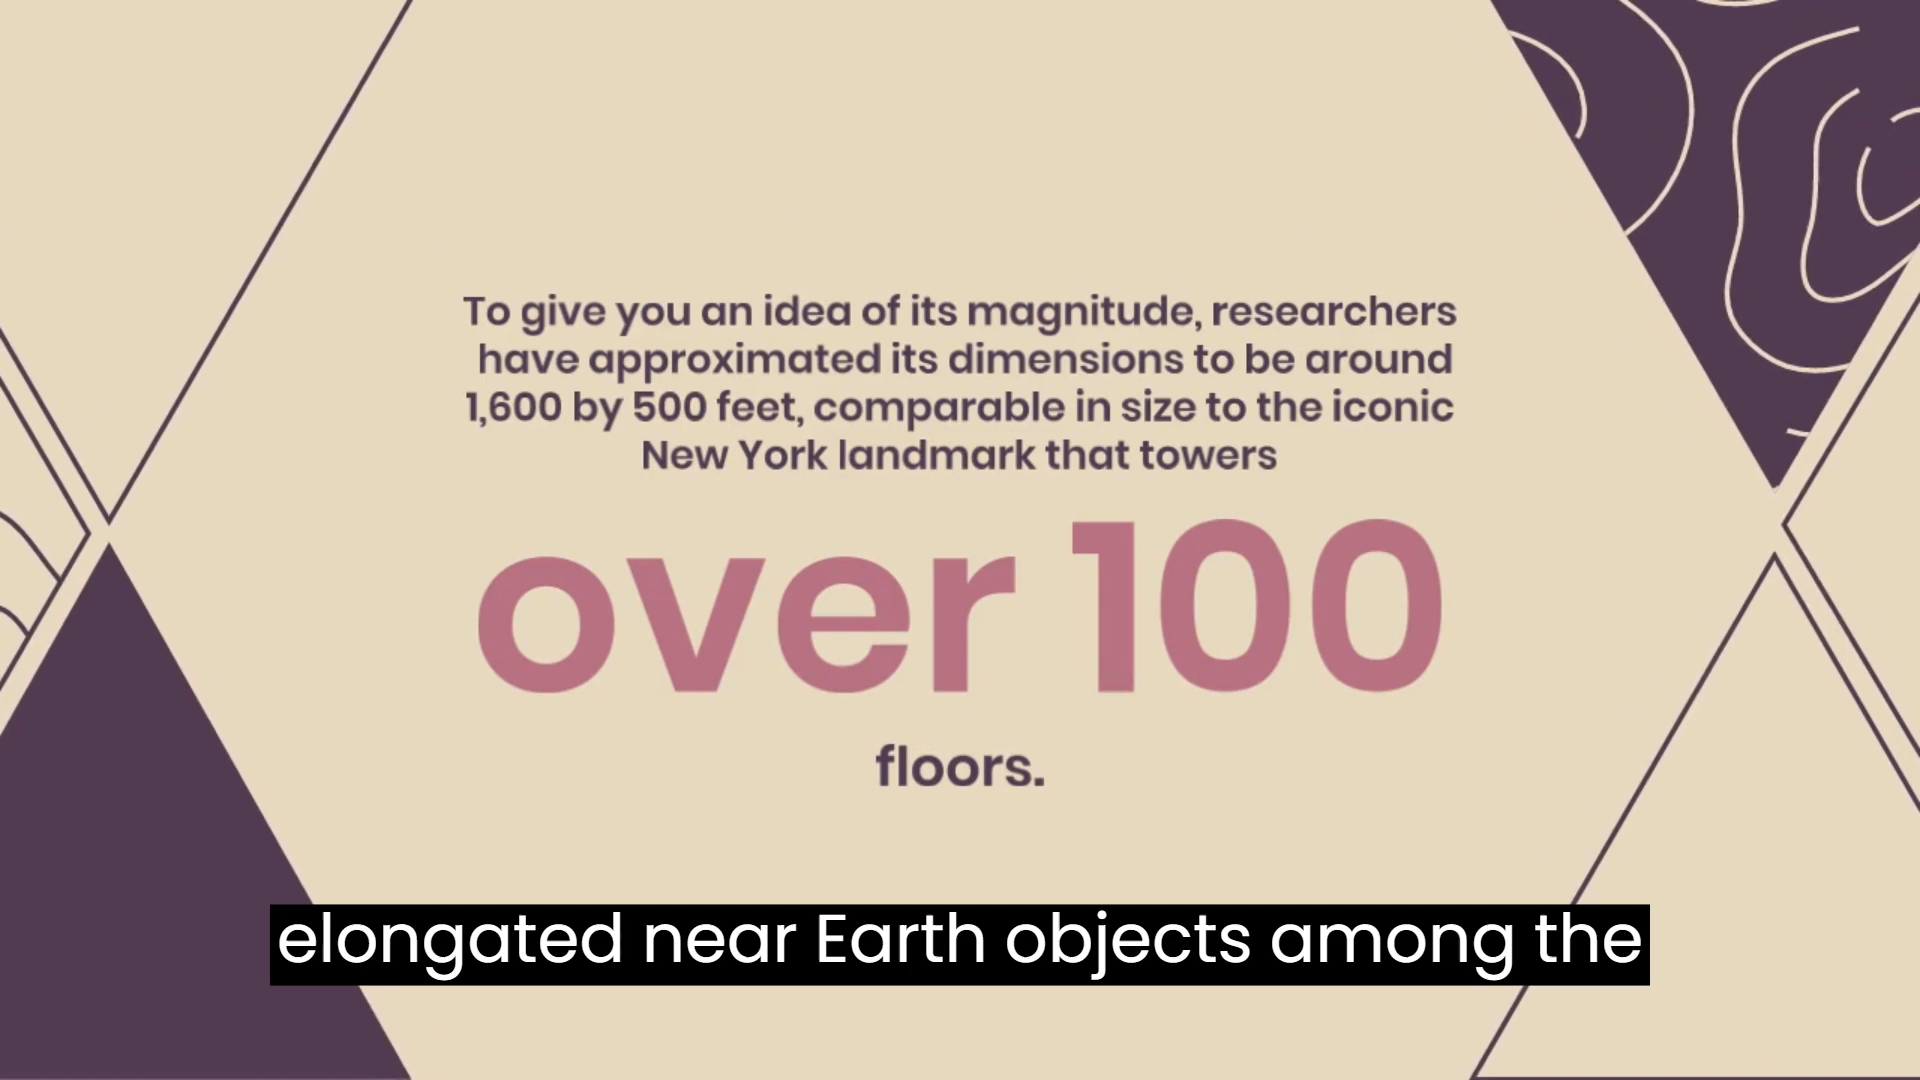 To give you an idea of its magnitude, researchers
have approximated its dimensions to be around
1,600 by 500 feet, comparable in size to the iconic
New York landmark that towers
over 100
floors.
elongated near Earth objects among the